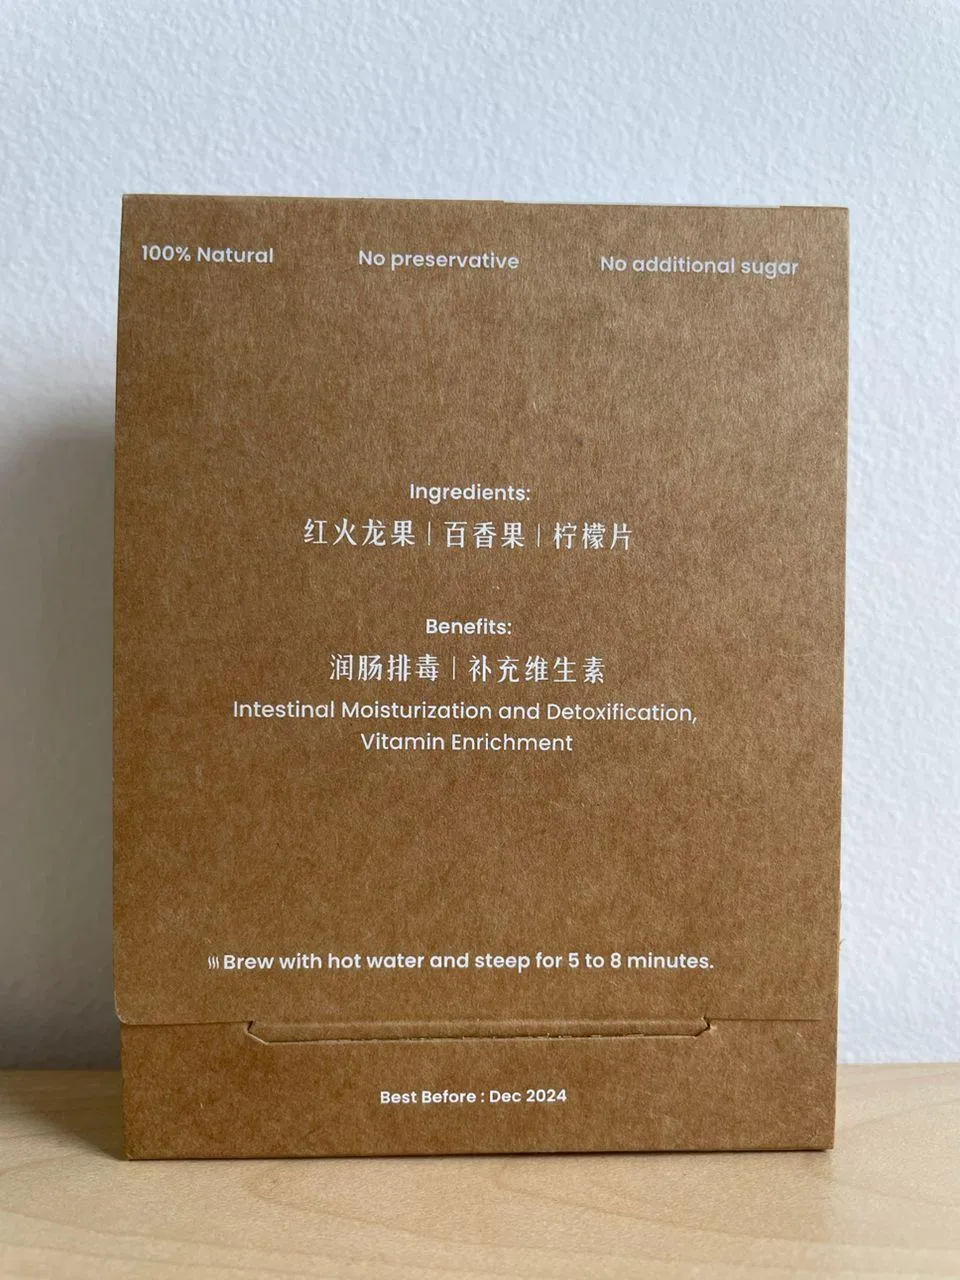 100% Natural No preservative No additional sugar
Ingredients:
红火龙果 | 百香果 | 柠檬片
Benefits:
润肠排毒 | 补充维生素
Intestinal Moisturization and Detoxification,
Vitamin Enrichment
Brew with hot water and steep for 5 to 8 minutes.
Best Before : Dec 2024